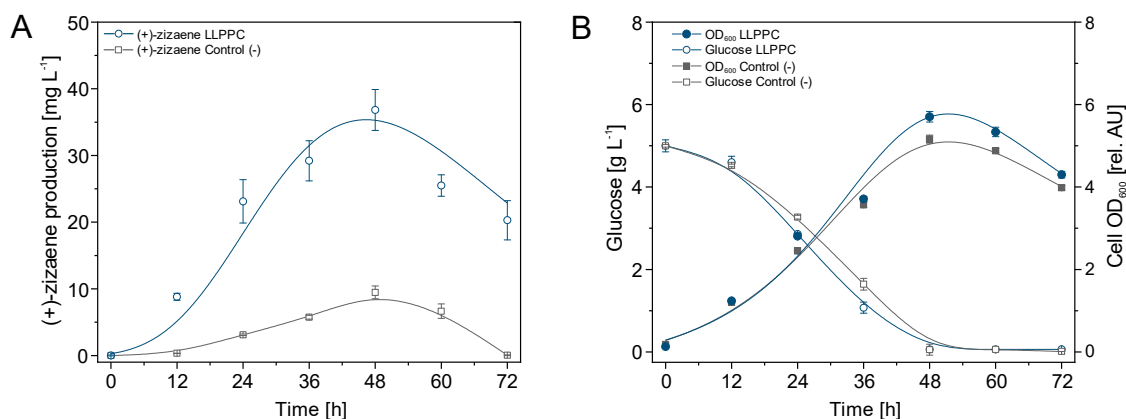 A
(+)-zizaene LLPPC
(+)-zizaene Control (-)
50
40
30
20
10
0
(+)-zizaene production [mg L⁻¹]
0 12 24 36 48 60 72
Time [h]
B
OD₆₀₀ LLPPC
Glucose LLPPC
OD₆₀₀ Control (-)
Glucose Control (-)
8
6
4
2
0
Glucose [g L⁻¹]
8
6
4
2
0
Cell OD₆₀₀ [rel. AU]
0 12 24 36 48 60 72
Time [h]